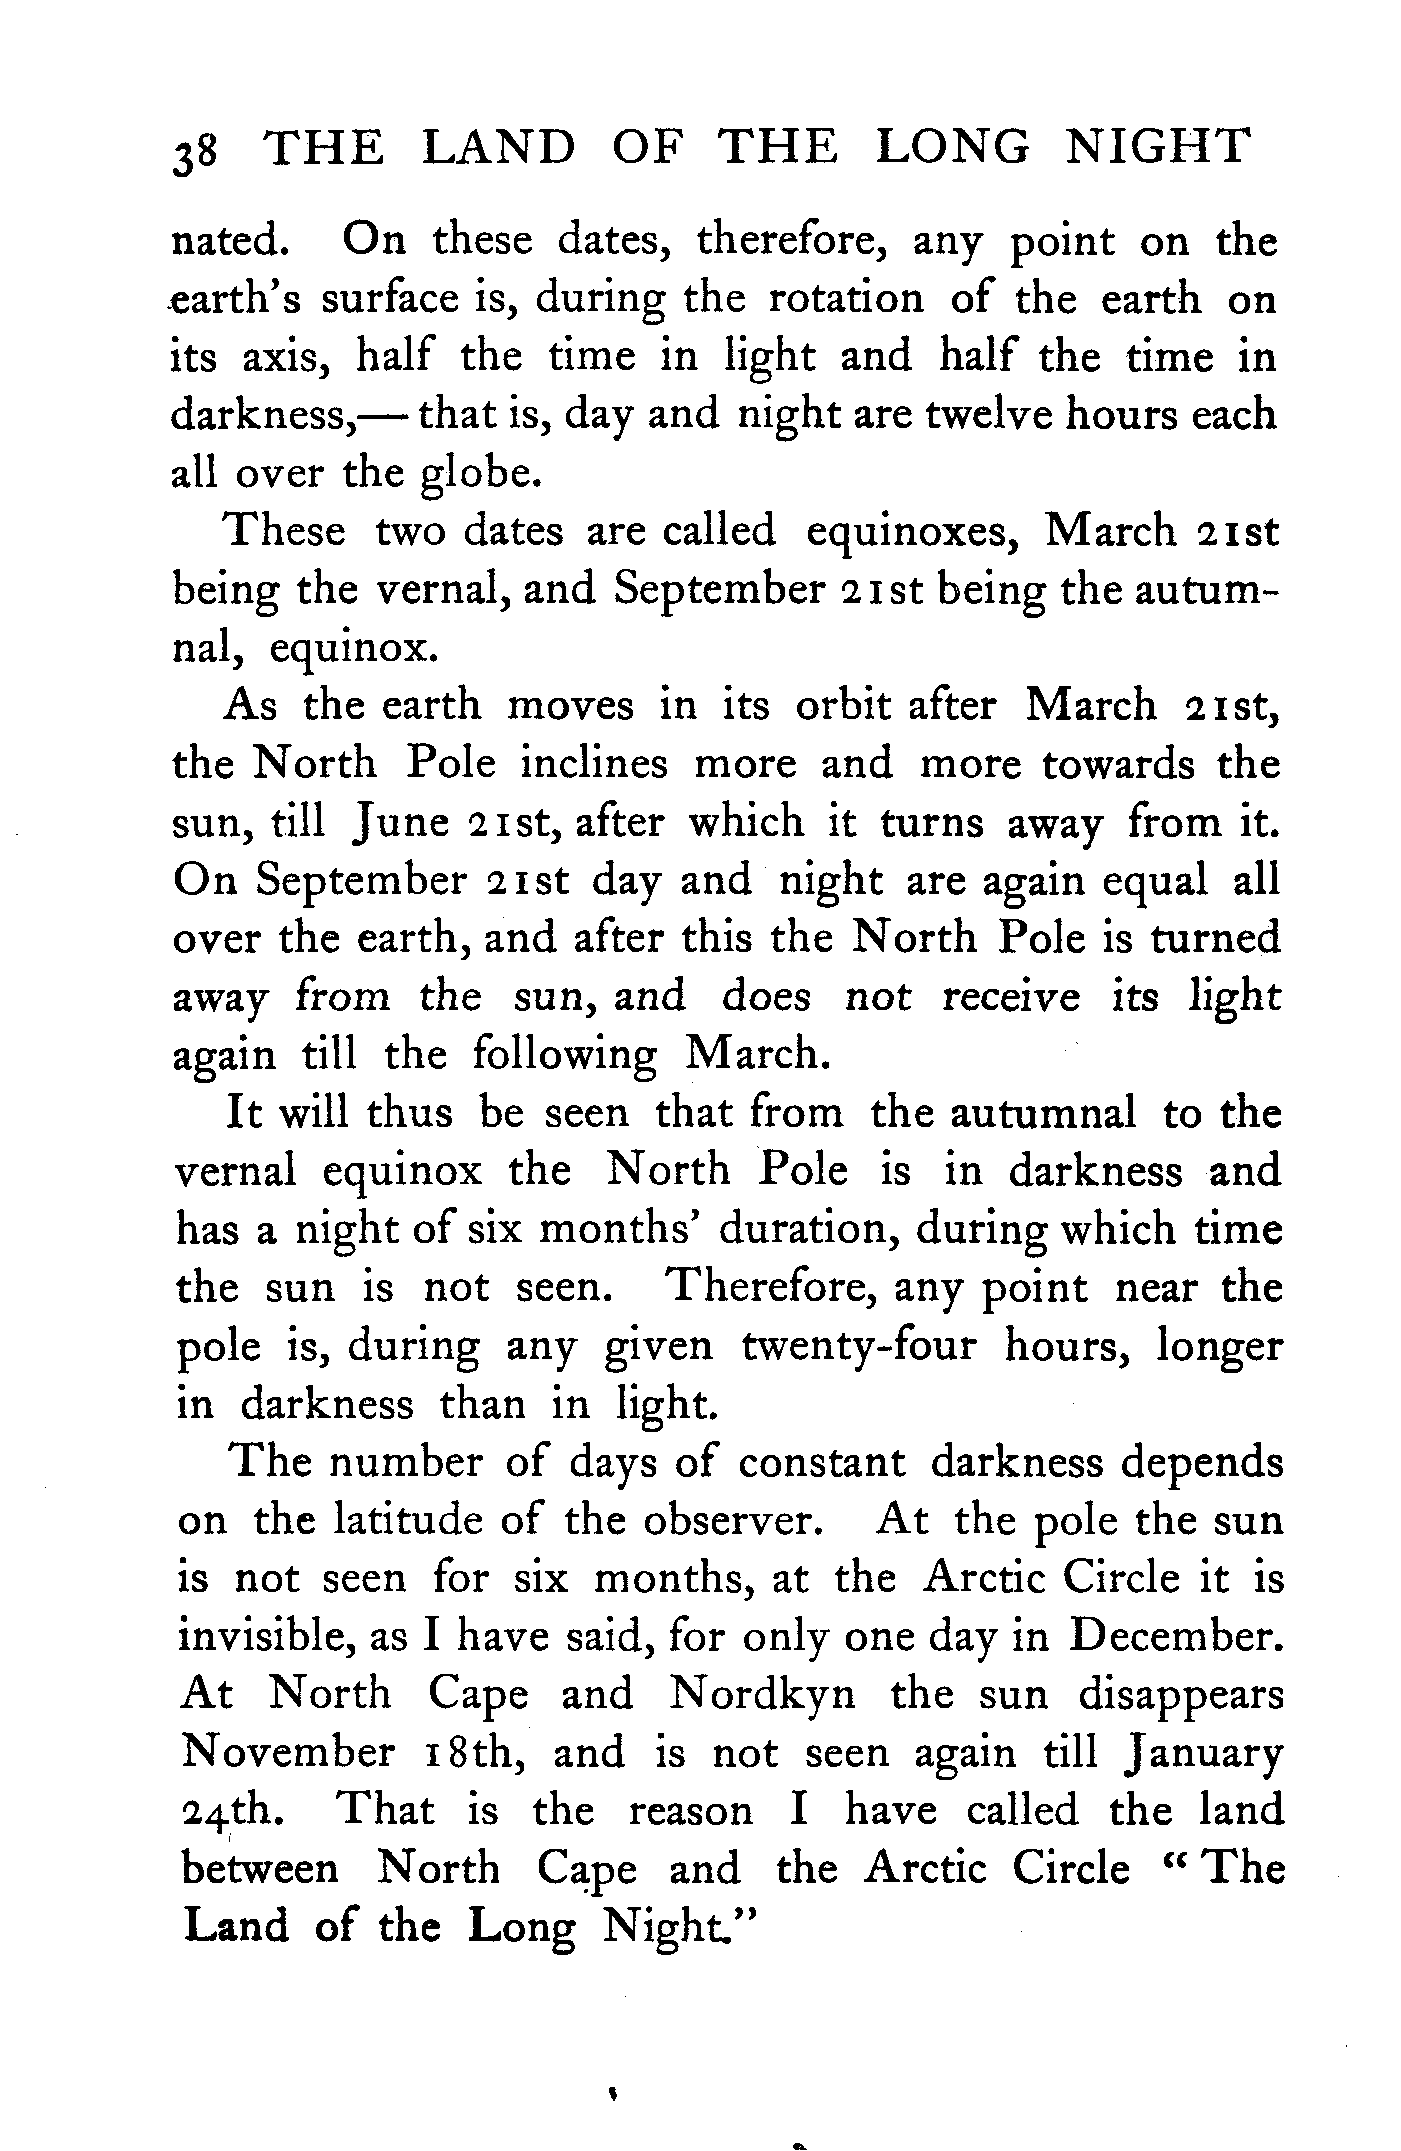 38 THE LAND OF THE LONG NIGHT
nated. On these dates, therefore, any point on the
earth's surface is, during the rotation of the earth on
its axis, half the time in light and half the time in
darkness,— that is, day and night are twelve hours each
all over the globe.
These two dates are called equinoxes, March 21st
being the vernal, and September 21st being the autum-
nal, equinox.
As the earth moves in its orbit after March 21st,
the North Pole inclines more and more towards the
sun, till June 21st, after which it turns away from it.
On September 21st day and night are again equal all
over the earth, and after this the North Pole is turned
away from the sun, and does not receive its light
again till the following March.
It will thus be seen that from the autumnal to the
vernal equinox the North Pole is in darkness and
has a night of six months' duration, during which time
the sun is not seen. Therefore, any point near the
pole is, during any given twenty-four hours, longer
in darkness than in light.
The number of days of constant darkness depends
on the latitude of the observer. At the pole the sun
is not seen for six months, at the Arctic Circle it is
invisible, as I have said, for only one day in December.
At North Cape and Nordkyn the sun disappears
November 18th, and is not seen again till January
24th. That is the reason I have called the land
between North Cape and the Arctic Circle “ The
Land of the Long Night.”